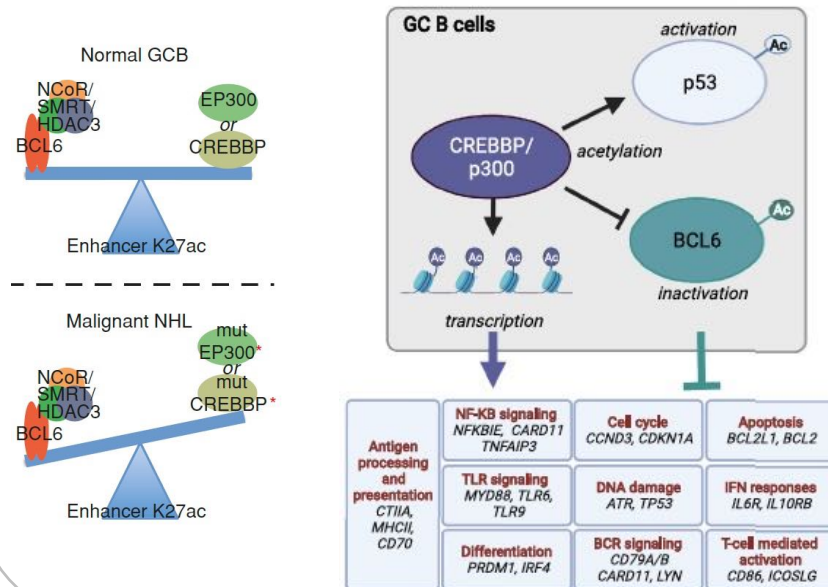 Normal GCB
NCoR/
SMRT/
HDAC3
BCL6
EP300
or
CREBBP
Enhancer K27ac
Malignant NHL
NCoR/
SMRT/
HDAC3
BCL6
mut
EP300*
or
mut
CREBBP*
Enhancer K27ac
GC B cells
activation
Ac
p53
CREBBP/
p300
acetylation
Ac
BCL6
inactivation
Ac Ac Ac Ac
transcription
Antigen
processing
and
presentation
CTIIA,
MHCII,
CD70
NF-KB signaling
NFKBIE, CARD11
TNFAIP3
Cell cycle
CCND3, CDKN1A
Apoptosis
BCL2L1, BCL2
TLR signaling
MYD88, TLR6,
TLR9
DNA damage
ATR, TP53
IFN responses
IL6R, IL10RB
Differentiation
PRDM1, IRF4
BCR signaling
CD79A/B
CARD11, LYN
T-cell mediated
activation
CD86, ICOSLG